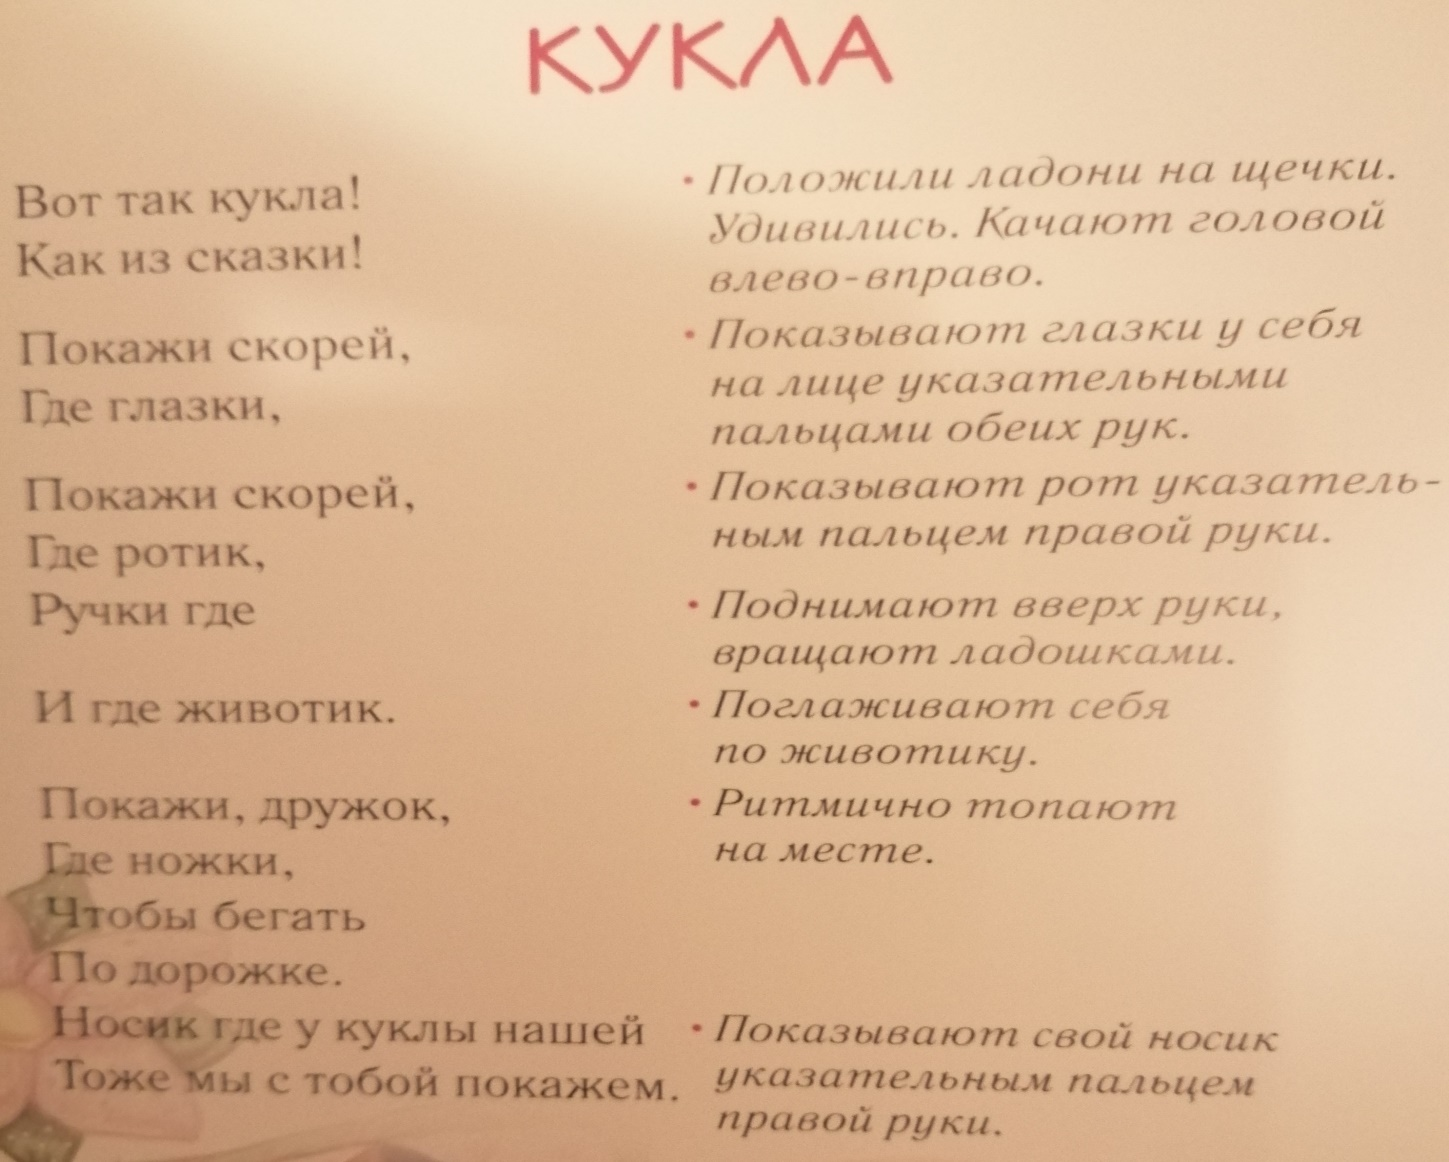 КУКЛА
Вот так кукла!
Как из сказки!
• Положили ладони на щечки.
Удивились. Качают головой
влево-вправо.
Покажи скорей,
Где глазки,
• Показывают глазки у себя
на лице указательными
пальцами обеих рук.
Покажи скорей,
Где ротик,
• Показывают рот указатель-
ным пальцем правой руки.
Ручки где
• Поднимают вверх руки,
вращают ладошками.
И где животик.
• Поглаживают себя
по животику.
Покажи, дружок,
Где ножки,
Чтобы бегать
По дорожке.
• Ритмично топают
на месте.
Носик где у куклы нашей
Тоже мы с тобой покажем.
• Показывают свой носик
указательным пальцем
правой руки.